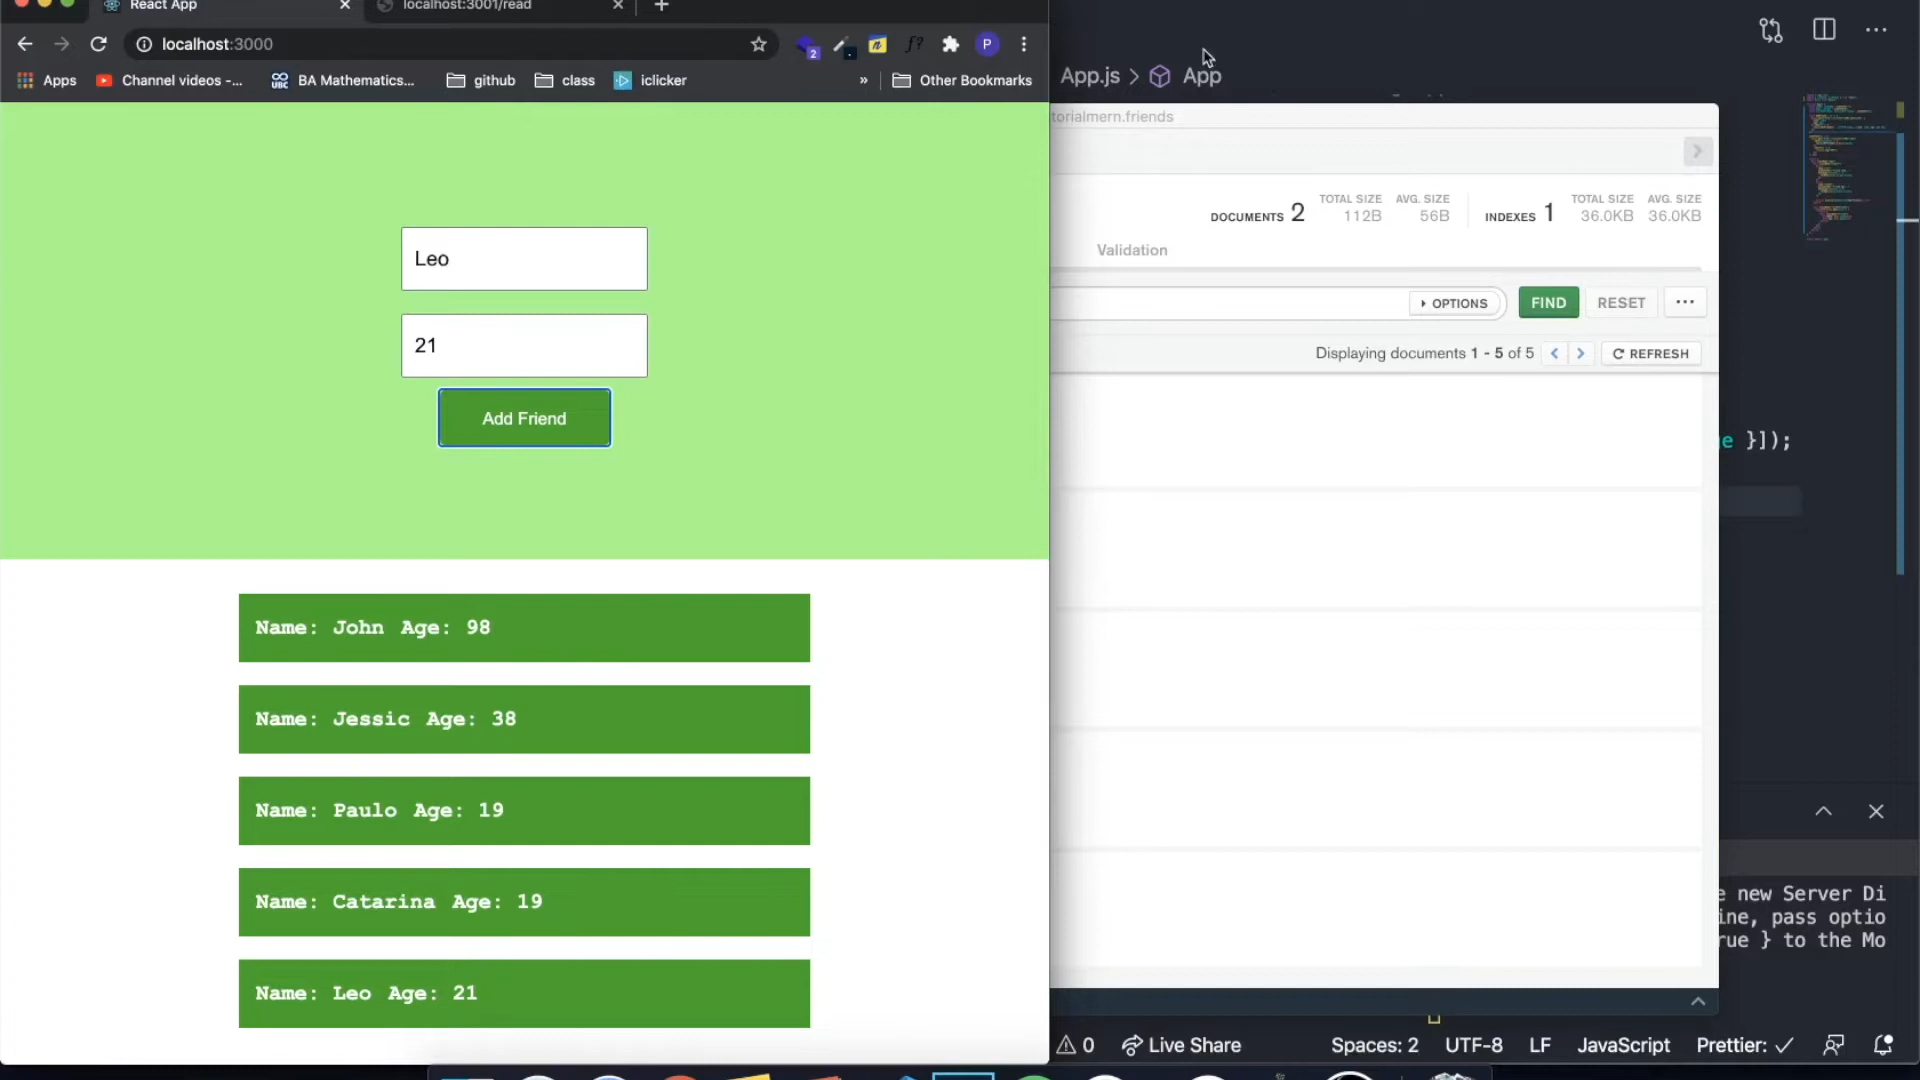 React App
localhost:3001/read
localhost:3000
2
f?
P
Apps
Channel videos -...
UBC
BA Mathematics...
github
class
iclicker
»
Other Bookmarks
Leo
21
Add Friend
Name: John Age: 98
Name: Jessic Age: 38
Name: Paulo Age: 19
Name: Catarina Age: 19
Name: Leo Age: 21
App.js > App
torialmern.friends
DOCUMENTS 2
TOTAL SIZE
112B
AVG. SIZE
56B
INDEXES 1
TOTAL SIZE
36.0KB
AVG. SIZE
36.0KB
Validation
OPTIONS
FIND
RESET
Displaying documents 1 - 5 of 5
REFRESH
e }]);
e new Server Di
ine, pass optio
rue } to the Mo
0
Live Share
Spaces: 2
UTF-8
LF
JavaScript
Prettier: ✓